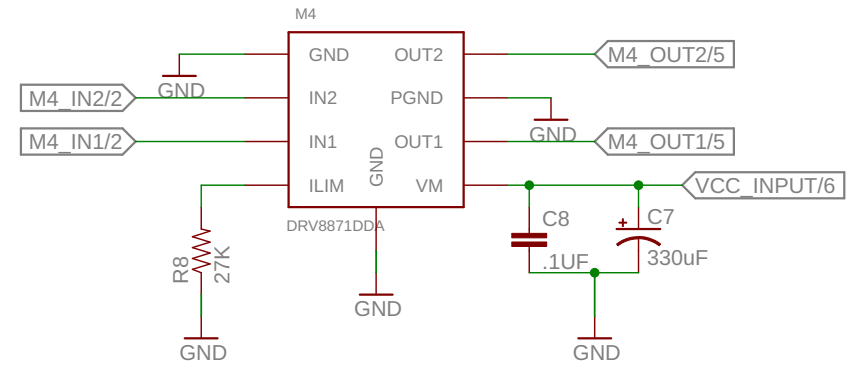 M4
GND
OUT2
M4_OUT2/5
GND
M4_IN2/2
IN2
PGND
GND
M4_IN1/2
IN1
OUT1
M4_OUT1/5
GND
ILIM
VM
VCC_INPUT/6
DRV8871DDA
R8
27K
C8
.1UF
+
C7
330uF
GND
GND
GND